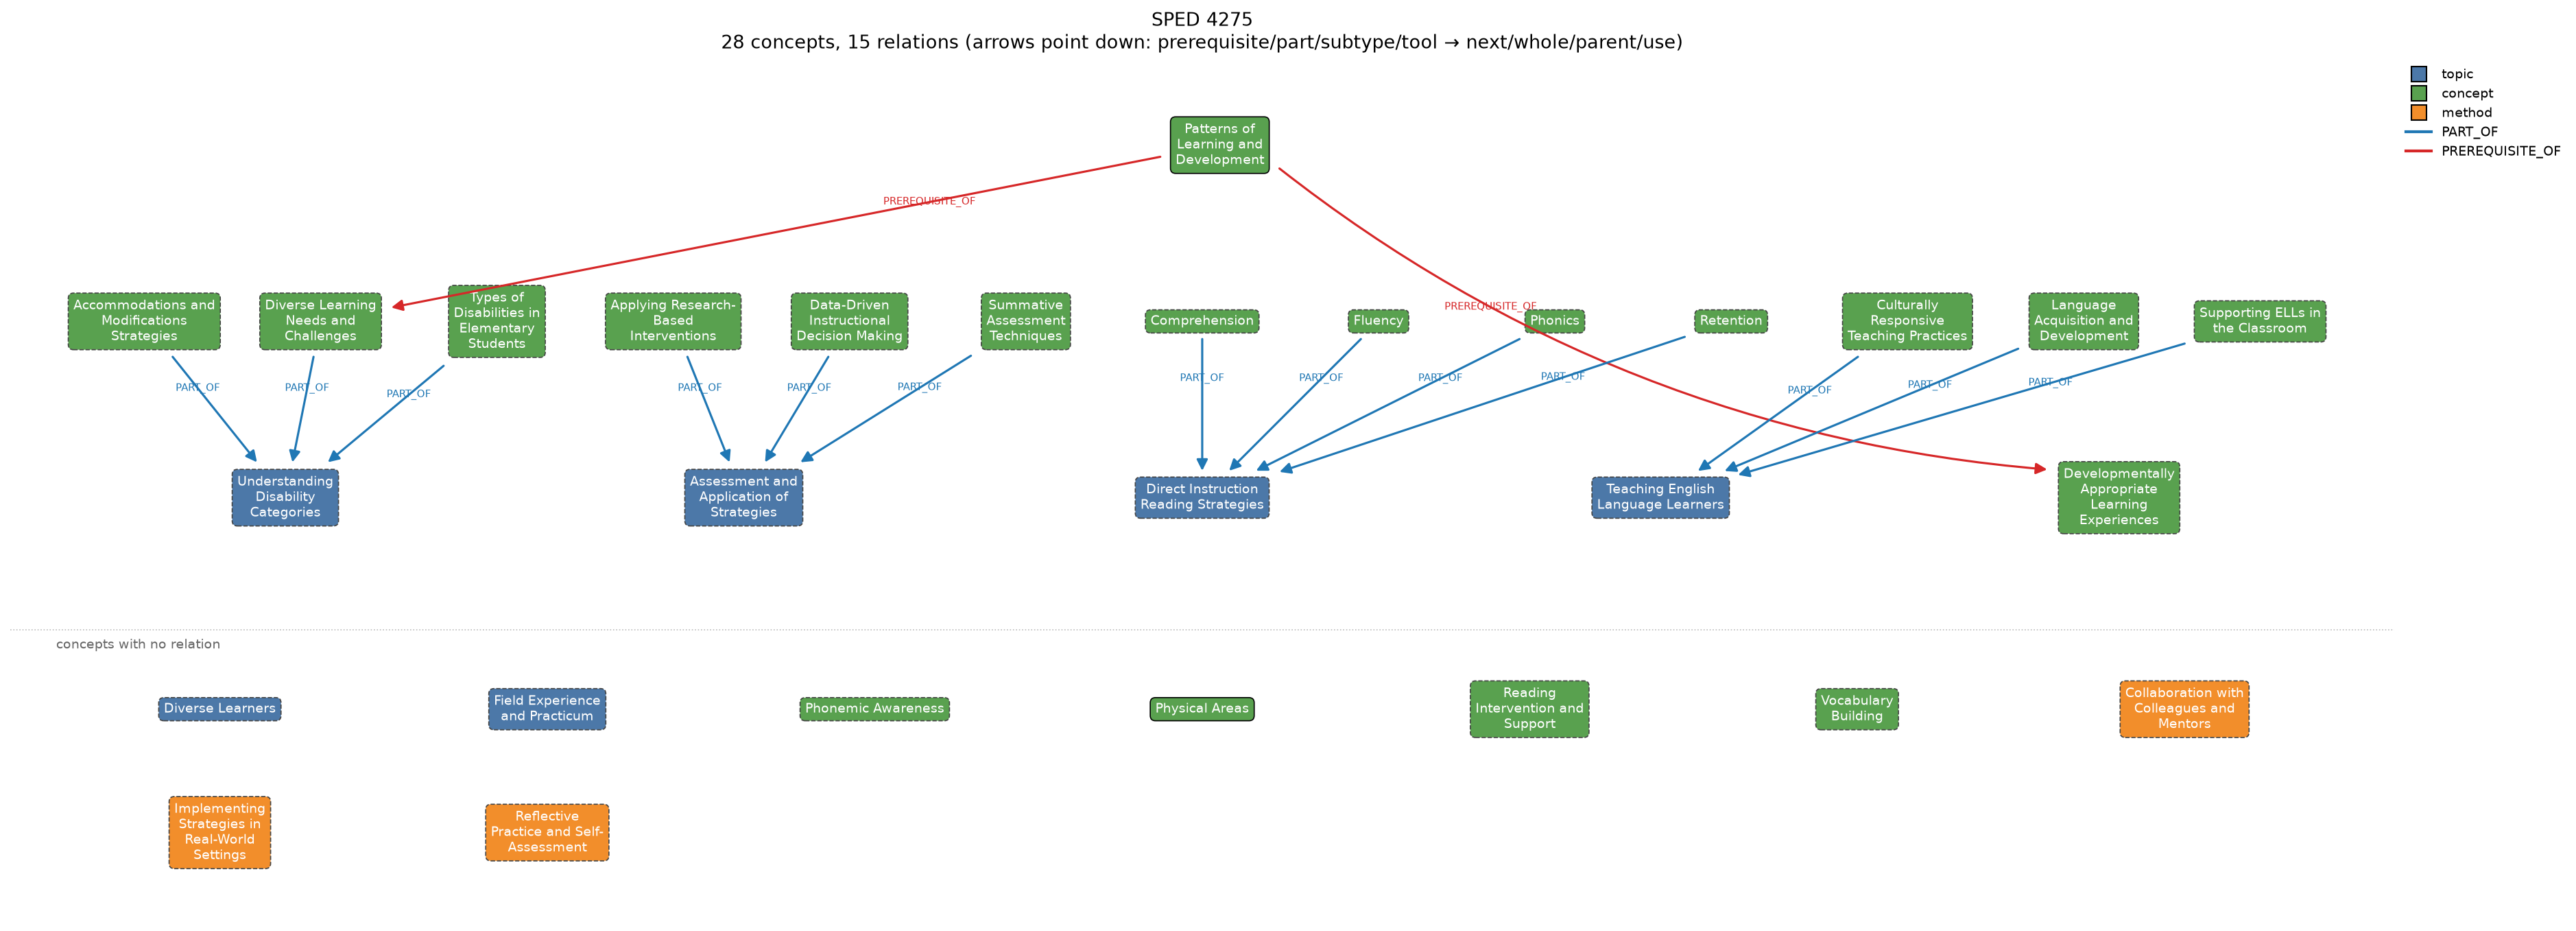 SPED 4275
28 concepts, 15 relations (arrows point down: prerequisite/part/subtype/tool → next/whole/parent/use)
topic
concept
method
PART_OF
PREREQUISITE_OF
Patterns of
Learning and
Development
PREREQUISITE_OF
PREREQUISITE_OF
Accommodations and
Modifications
Strategies
Diverse Learning
Needs and
Challenges
Types of
Disabilities in
Elementary
Students
Applying Research-
Based
Interventions
Data-Driven
Instructional
Decision Making
Summative
Assessment
Techniques
Comprehension
Fluency
Phonics
Retention
Culturally
Responsive
Teaching Practices
Language
Acquisition and
Development
Supporting ELLs in
the Classroom
PART_OF
PART_OF
PART_OF
PART_OF
PART_OF
PART_OF
PART_OF
PART_OF
PART_OF
PART_OF
PART_OF
PART_OF
PART_OF
Understanding
Disability
Categories
Assessment and
Application of
Strategies
Direct Instruction
Reading Strategies
Teaching English
Language Learners
Developmentally
Appropriate
Learning
Experiences
concepts with no relation
Diverse Learners
Field Experience
and Practicum
Phonemic Awareness
Physical Areas
Reading
Intervention and
Support
Vocabulary
Building
Collaboration with
Colleagues and
Mentors
Implementing
Strategies in
Real-World
Settings
Reflective
Practice and Self-
Assessment